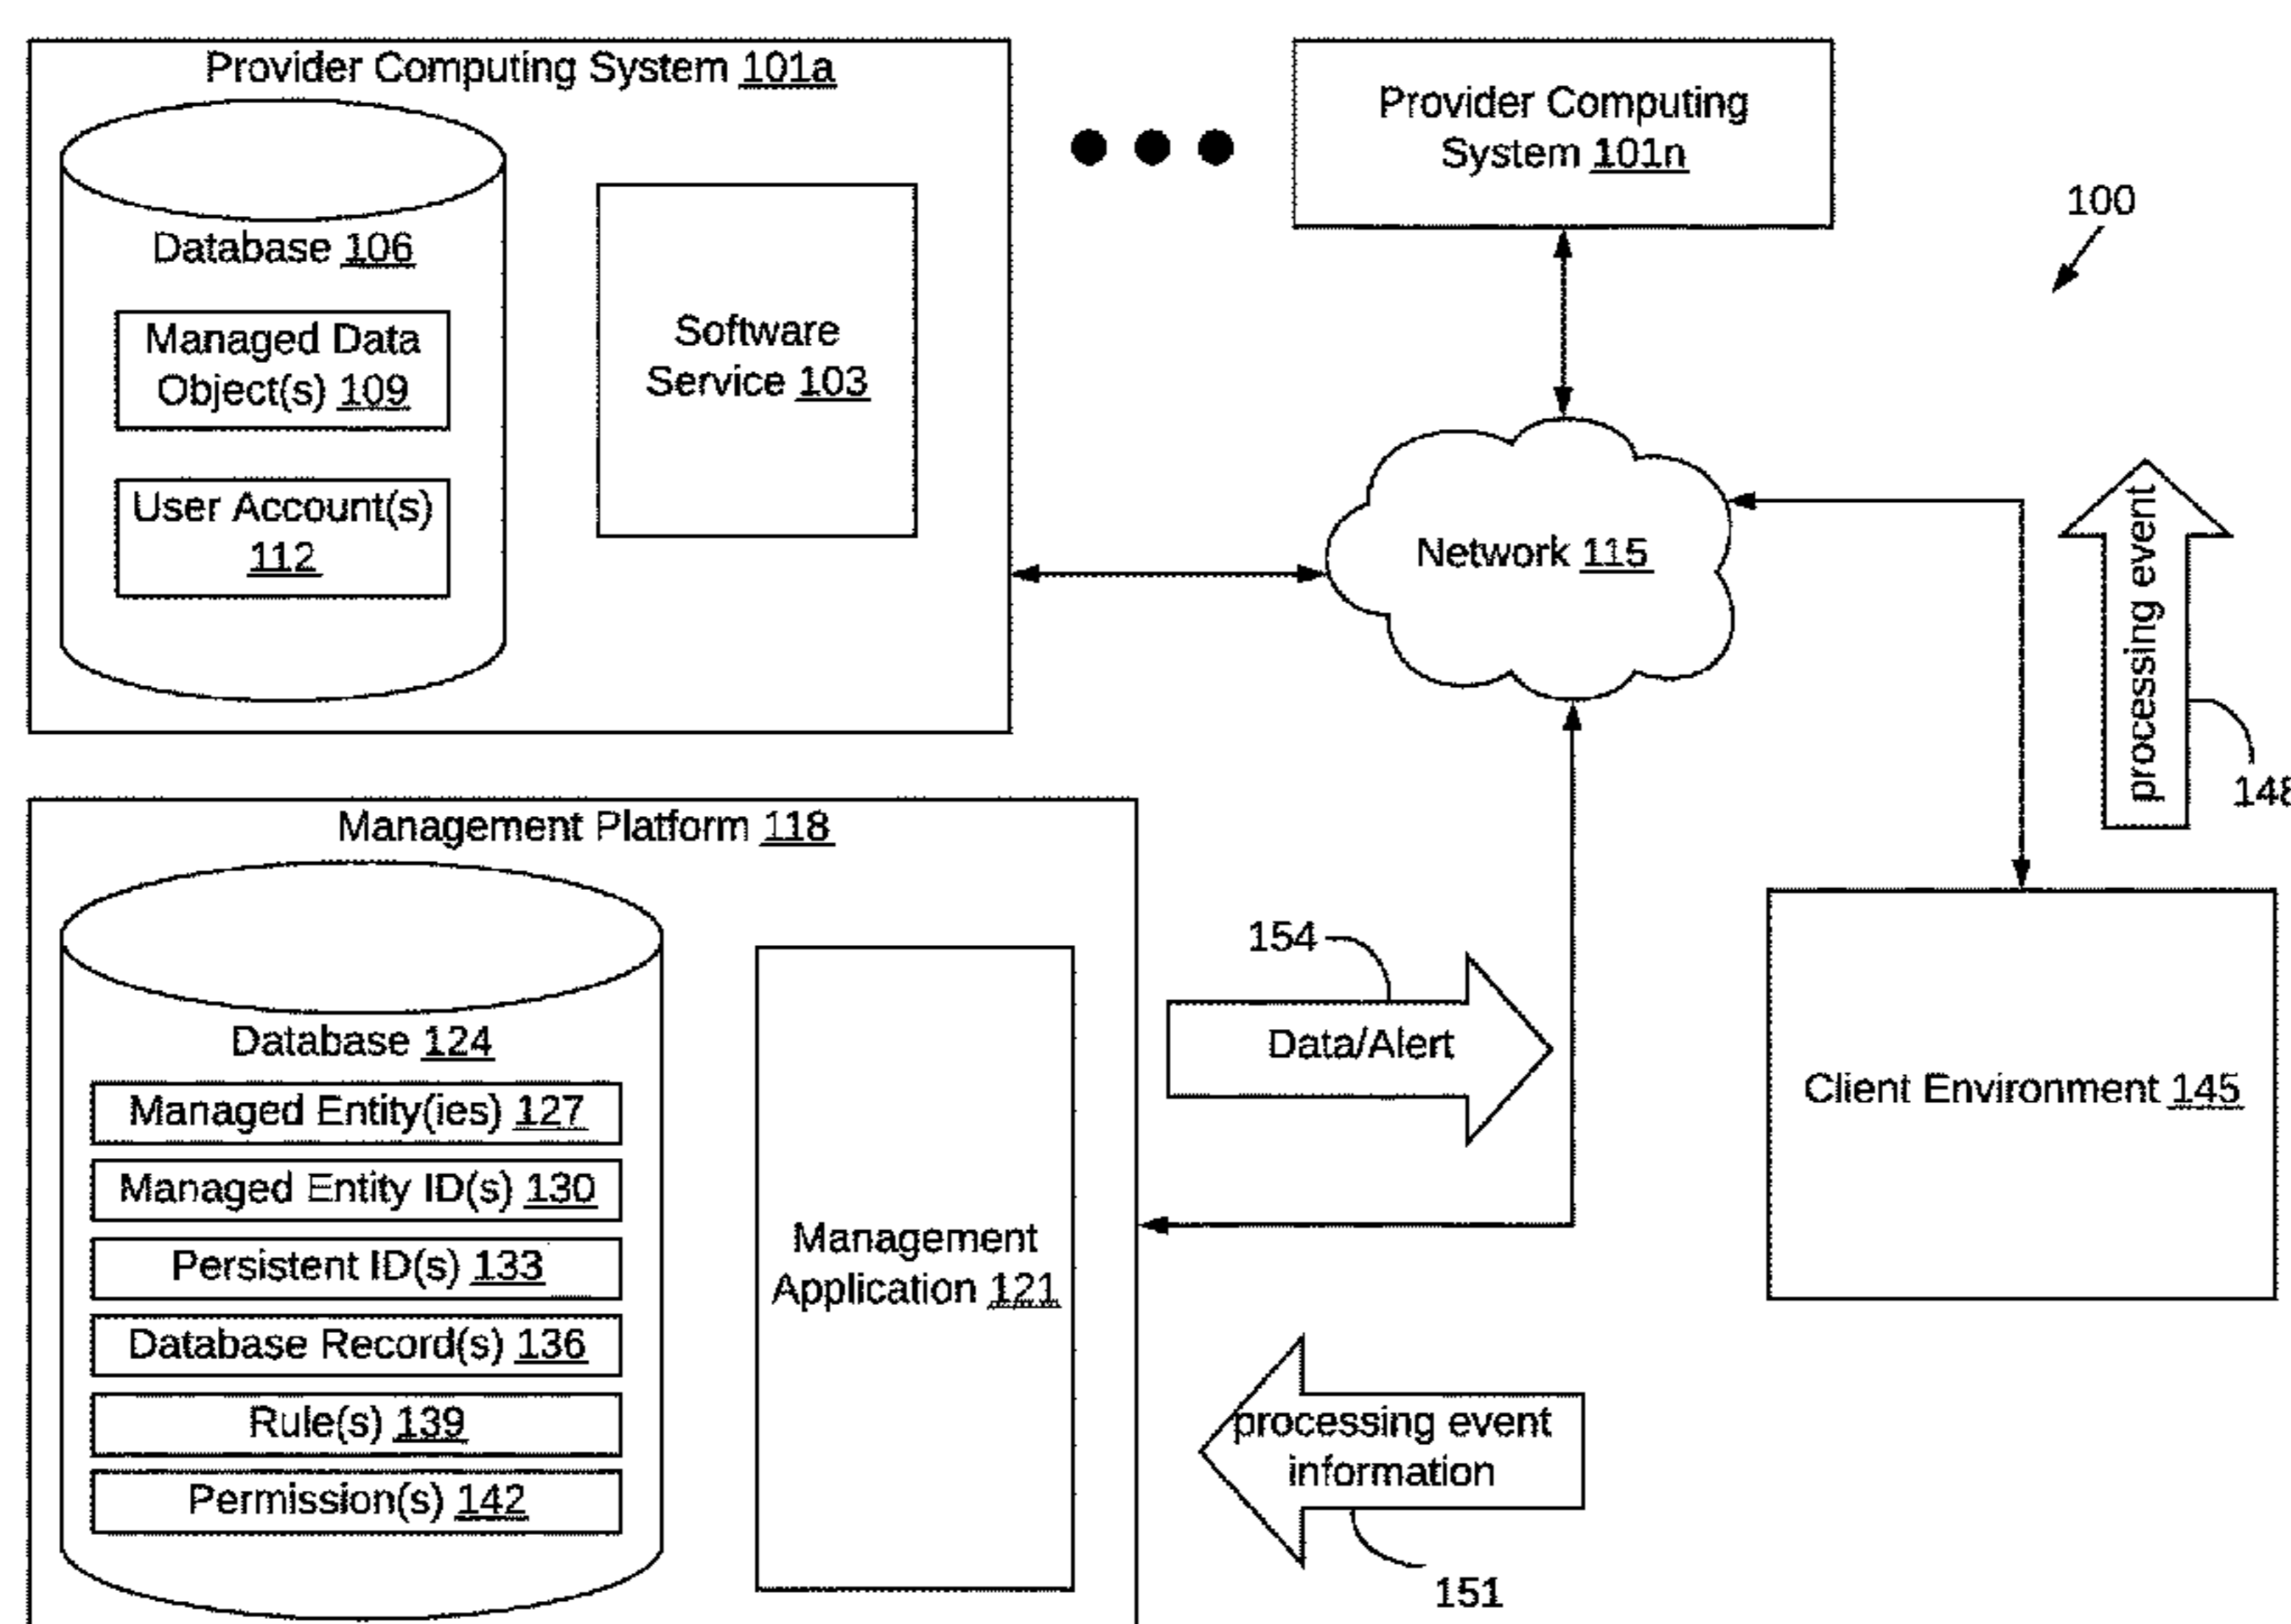 Provider Computing System 101a
Database 106
Managed Data
Object(s) 109
User Account(s)
112
Software
Service 103
Provider Computing
System 101n
100
Network 115
processing event
148
Management Platform 118
Database 124
Managed Entity(ies) 127
Managed Entity ID(s) 130
Persistent ID(s) 133
Database Record(s) 136
Rule(s) 139
Permission(s) 142
Management
Application 121
154
Data/Alert
Client Environment 145
processing event
information
151